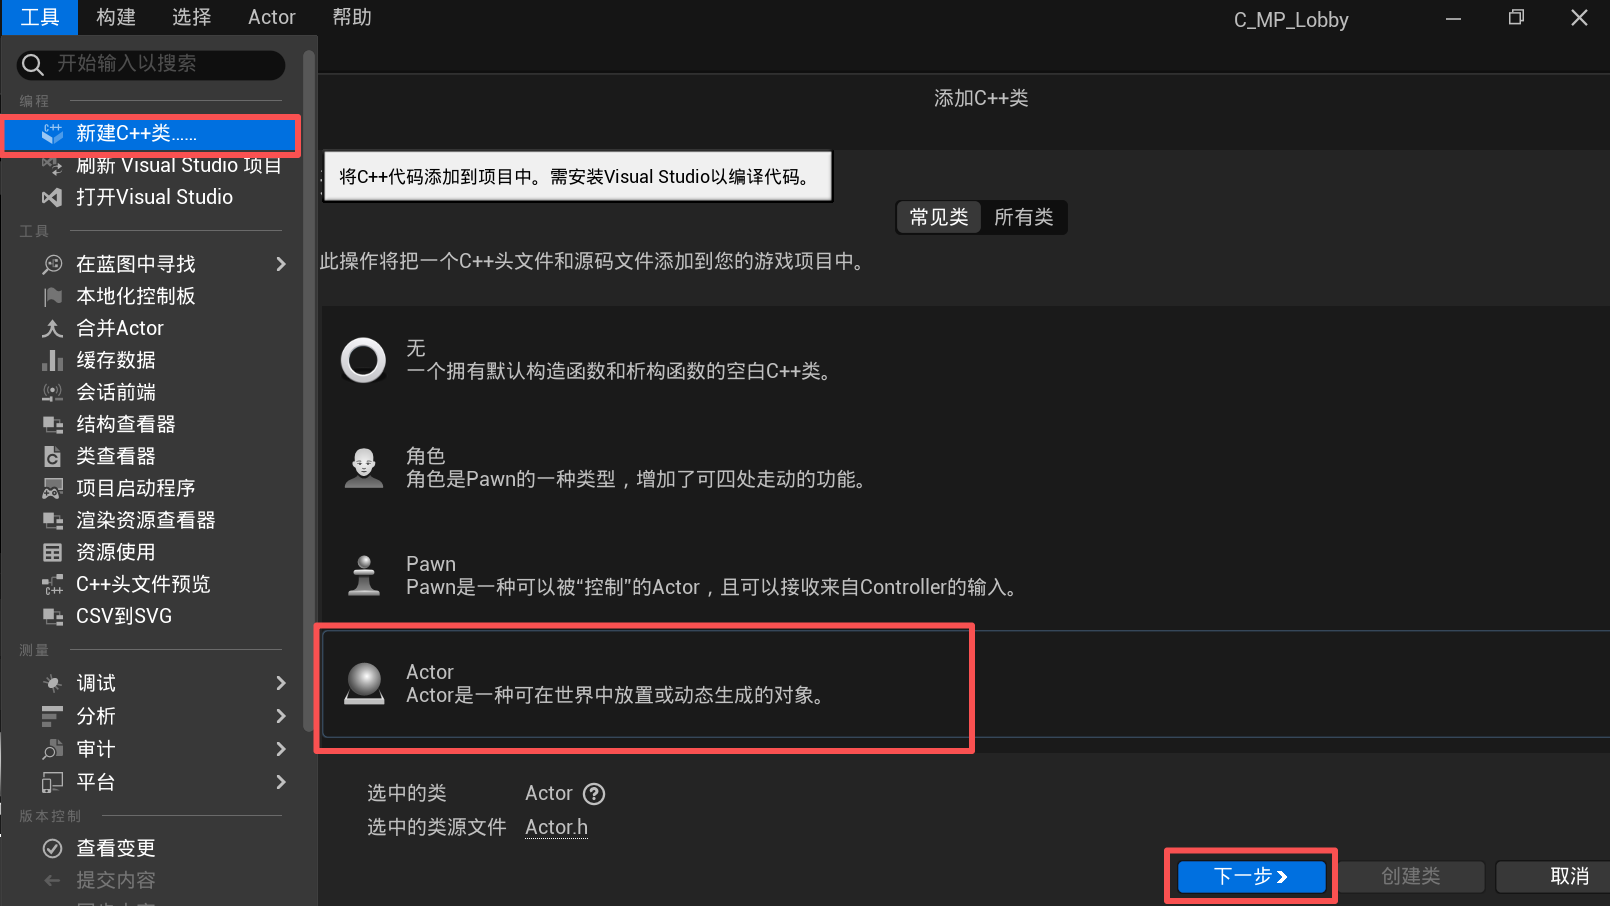 工具 构建 选择 Actor 帮助
C_MP_Lobby
开始输入以搜索
编程
新建C++类......
刷新 Visual Studio 项目
打开Visual Studio
工具
在蓝图中寻找
本地化控制板
合并Actor
缓存数据
会话前端
结构查看器
类查看器
项目启动程序
渲染资源查看器
资源使用
C++头文件预览
CSV到SVG
测量
调试
分析
审计
平台
版本控制
查看变更
提交内容
添加C++类
将C++代码添加到项目中。需安装Visual Studio以编译代码。
常见类 所有类
此操作将把一个C++头文件和源码文件添加到您的游戏项目中。
无
一个拥有默认构造函数和析构函数的空白C++类。
角色
角色是Pawn的一种类型，增加了可四处走动的功能。
Pawn
Pawn是一种可以被“控制”的Actor，且可以接收来自Controller的输入。
Actor
Actor是一种可在世界中放置或动态生成的对象。
选中的类 Actor ?
选中的类源文件 Actor.h
下一步 创建类 取消